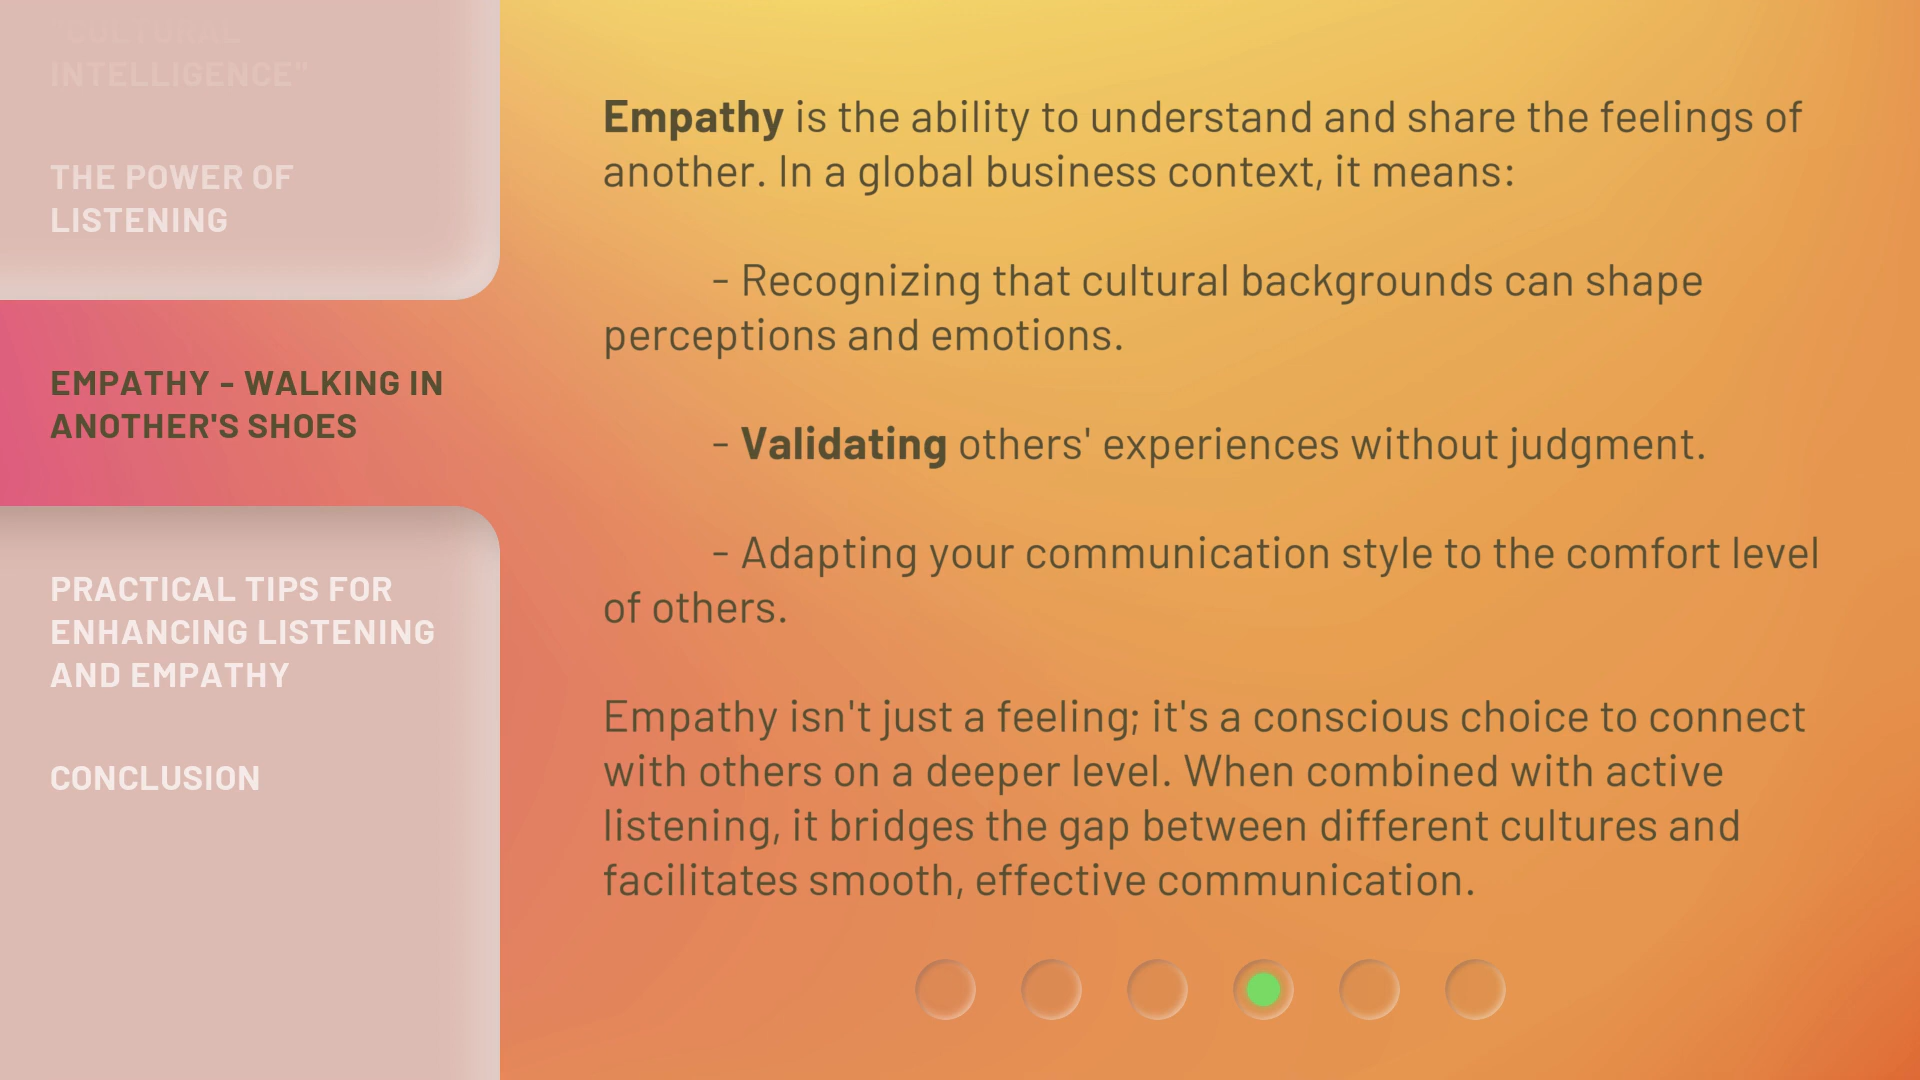 "CULTURAL
INTELLIGENCE"
THE POWER OF
LISTENING
EMPATHY - WALKING IN
ANOTHER'S SHOES
PRACTICAL TIPS FOR
ENHANCING LISTENING
AND EMPATHY
CONCLUSION
Empathy is the ability to understand and share the feelings of
another. In a global business context, it means:
- Recognizing that cultural backgrounds can shape
perceptions and emotions.
- Validating others' experiences without judgment.
- Adapting your communication style to the comfort level
of others.
Empathy isn't just a feeling; it's a conscious choice to connect
with others on a deeper level. When combined with active
listening, it bridges the gap between different cultures and
facilitates smooth, effective communication.